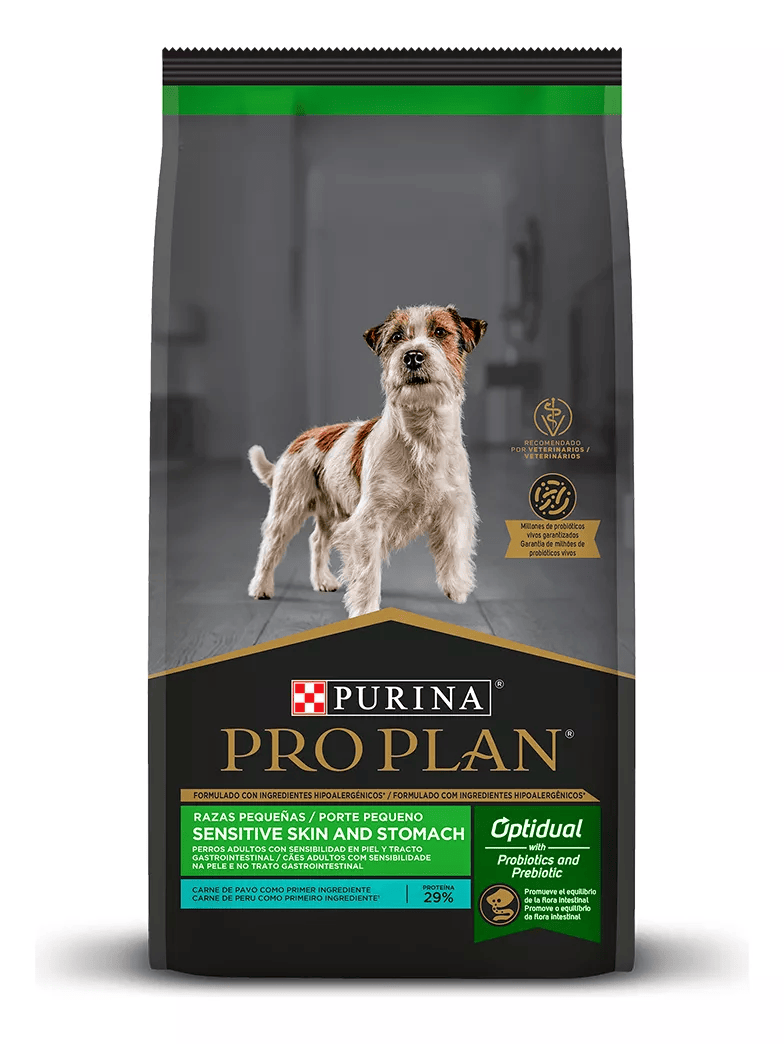 RECOMENDADO
POR VETERINARIOS /
VETERINÁRIOS
Millones de probióticos
vivos garantizados
Garantia de milhões de
probióticos vivos
PURINA®
PRO PLAN®
FORMULADO CON INGREDIENTES HIPOALERGÉNICOS* / FORMULADO COM INGREDIENTES HIPOALERGÊNICOS*
RAZAS PEQUEÑAS / PORTE PEQUENO
SENSITIVE SKIN AND STOMACH
PERROS ADULTOS CON SENSIBILIDAD EN PIEL Y TRACTO
GASTROINTESTINAL / CÃES ADULTOS COM SENSIBILIDADE
NA PELE E NO TRATO GASTROINTESTINAL
CARNE DE PAVO COMO PRIMER INGREDIENTE
CARNE DE PERU COMO PRIMEIRO INGREDIENTE
PROTEÍNA
29%
Optidual
with
Probiotics and
Prebiotic
Promueve el equilibrio
de la flora intestinal
Promove o equilíbrio
da flora intestinal